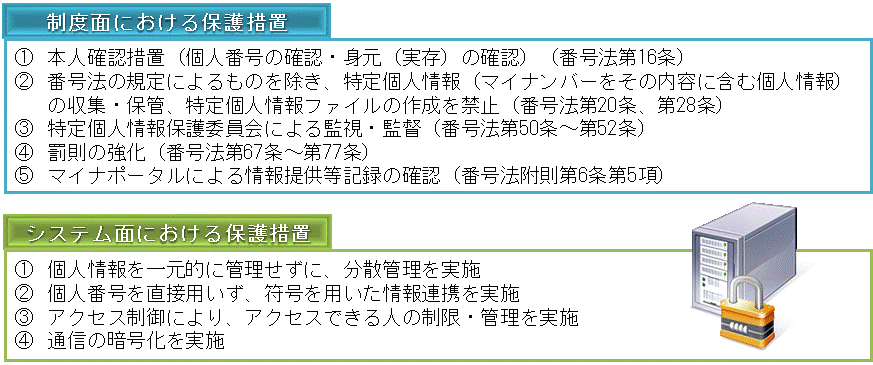 制度面における保護措置
① 本人確認措置（個人番号の確認・身元（実存）の確認）（番号法第16条）
② 番号法の規定によるものを除き、特定個人情報（マイナンバーをその内容に含む個人情報）
の収集・保管、特定個人情報ファイルの作成を禁止（番号法第20条、第28条）
③ 特定個人情報保護委員会による監視・監督（番号法第50条～第52条）
④ 罰則の強化（番号法第67条～第77条）
⑤ マイナポータルによる情報提供等記録の確認（番号法附則第6条第5項）
システム面における保護措置
① 個人情報を一元的に管理せずに、分散管理を実施
② 個人番号を直接用いず、符号を用いた情報連携を実施
③ アクセス制御により、アクセスできる人の制限・管理を実施
④ 通信の暗号化を実施